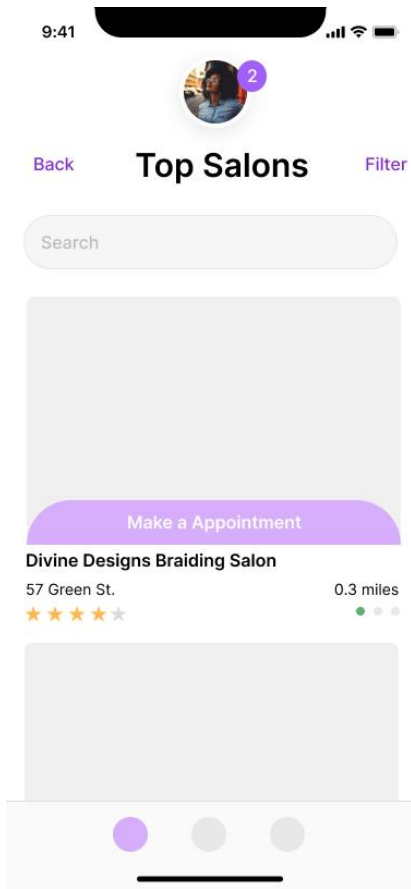 9:41
2
Back Top Salons Filter
Search
Make a Appointment
Divine Designs Braiding Salon
57 Green St. 0.3 miles